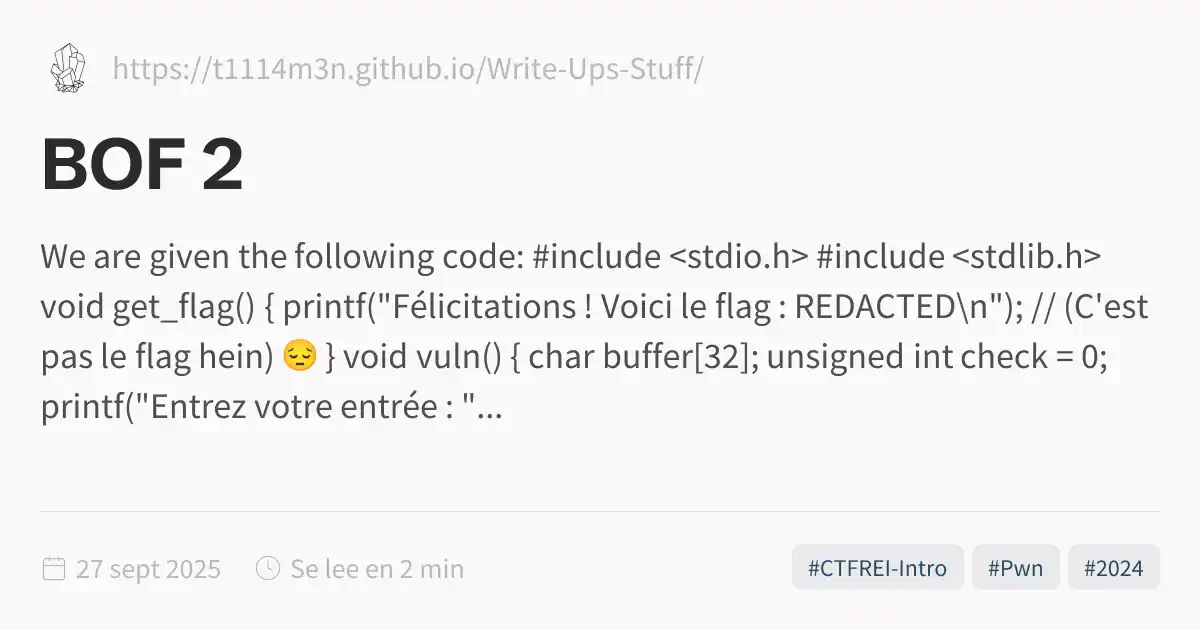 https://t1114m3n.github.io/Write-Ups-Stuff/
BOF 2
We are given the following code: #include <stdio.h> #include <stdlib.h>
void get_flag() { printf("Félicitations ! Voici le flag : REDACTED\n"); // (C'est
pas le flag hein) 😔 } void vuln() { char buffer[32]; unsigned int check = 0;
printf("Entrez votre entrée : "...
27 sept 2025 Se lee en 2 min #CTFREI-Intro #Pwn #2024